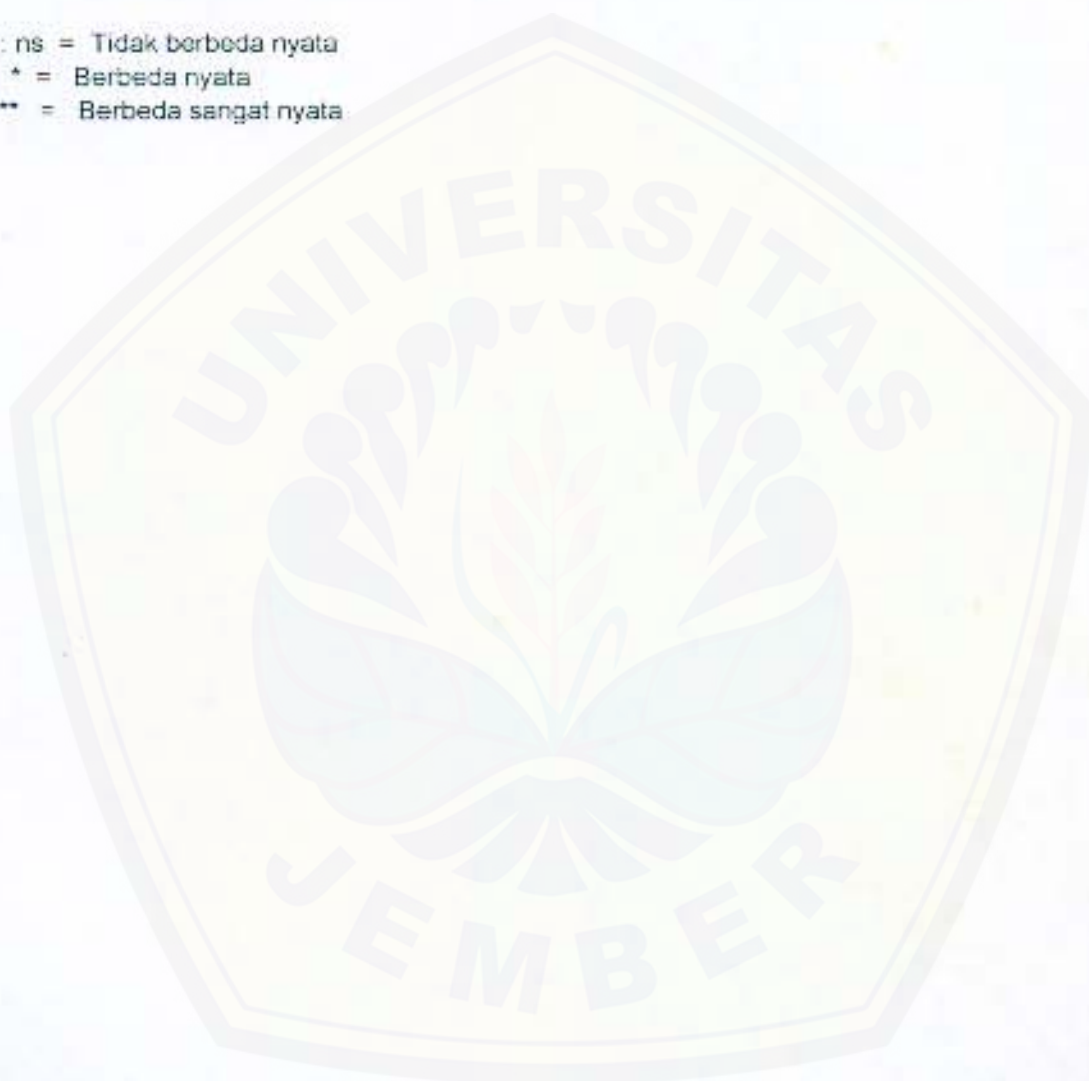 : ns = Tidak berbeda nyata
* = Berbeda nyata
** = Berbeda sangat nyata
UNIVERSITAS
JEMBER